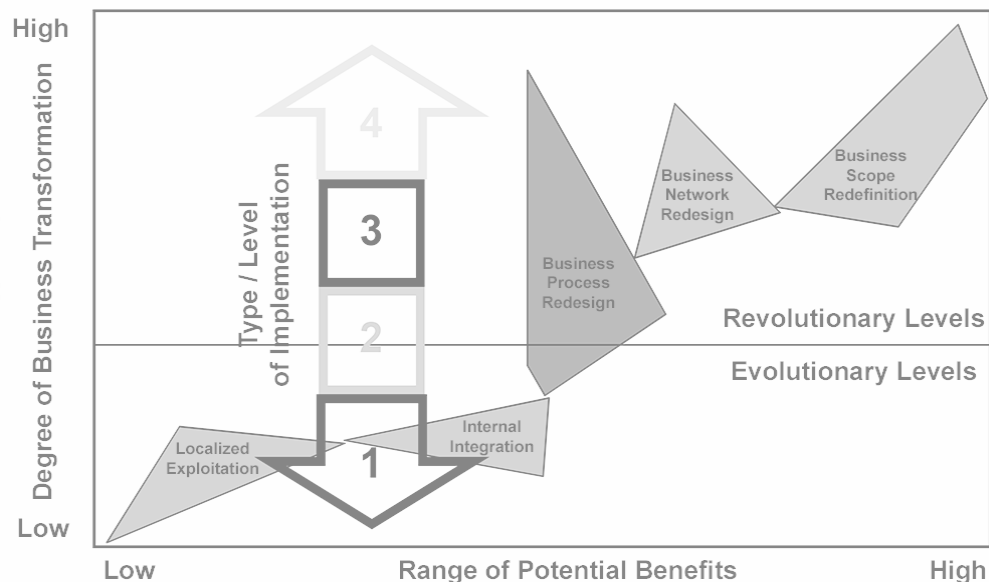 High
Degree of Business Transformation
Low
Type / Level
of Implementation
4
3
2
1
Localized
Exploitation
Internal
Integration
Business
Process
Redesign
Business
Network
Redesign
Business
Scope
Redefinition
Revolutionary Levels
Evolutionary Levels
Low
Range of Potential Benefits
High